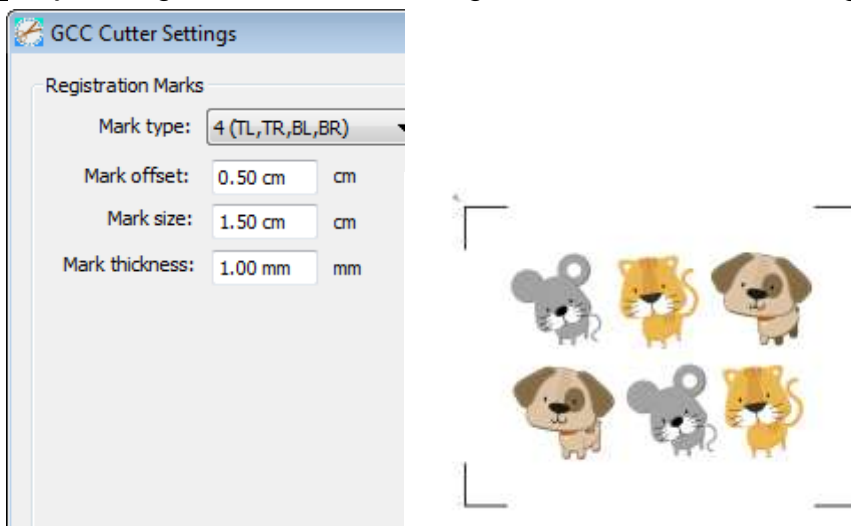 GCC Cutter Settings
Registration Marks
Mark type: 4 (TL,TR,BL,BR)
Mark offset: 0.50 cm cm
Mark size: 1.50 cm cm
Mark thickness: 1.00 mm mm